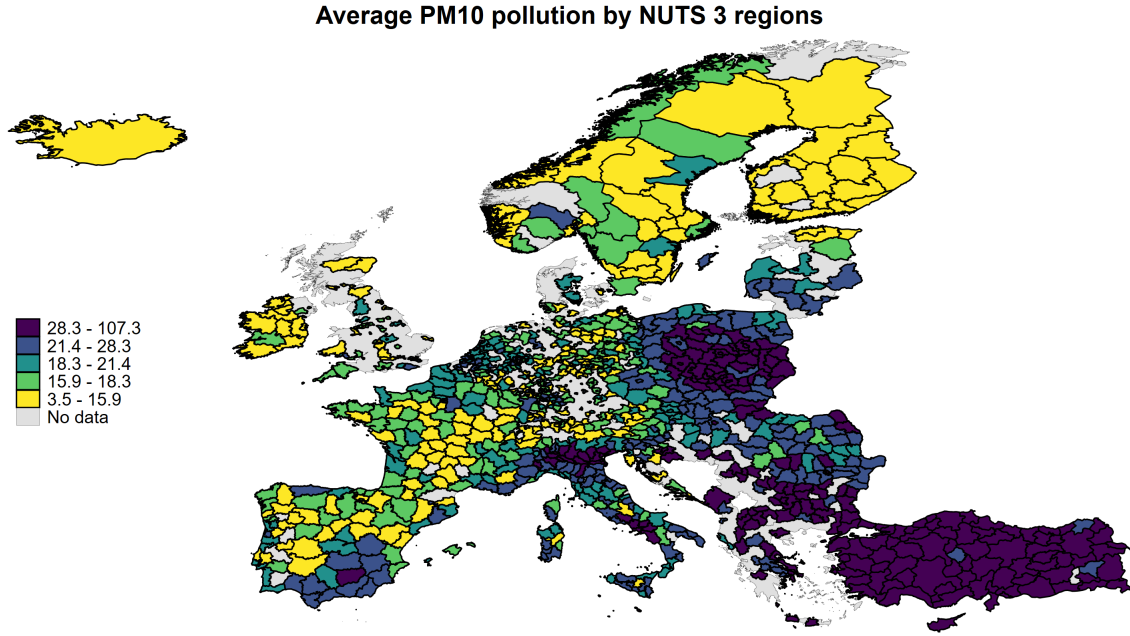 Average PM10 pollution by NUTS 3 regions
28.3 - 107.3
21.4 - 28.3
18.3 - 21.4
15.9 - 18.3
3.5 - 15.9
No data